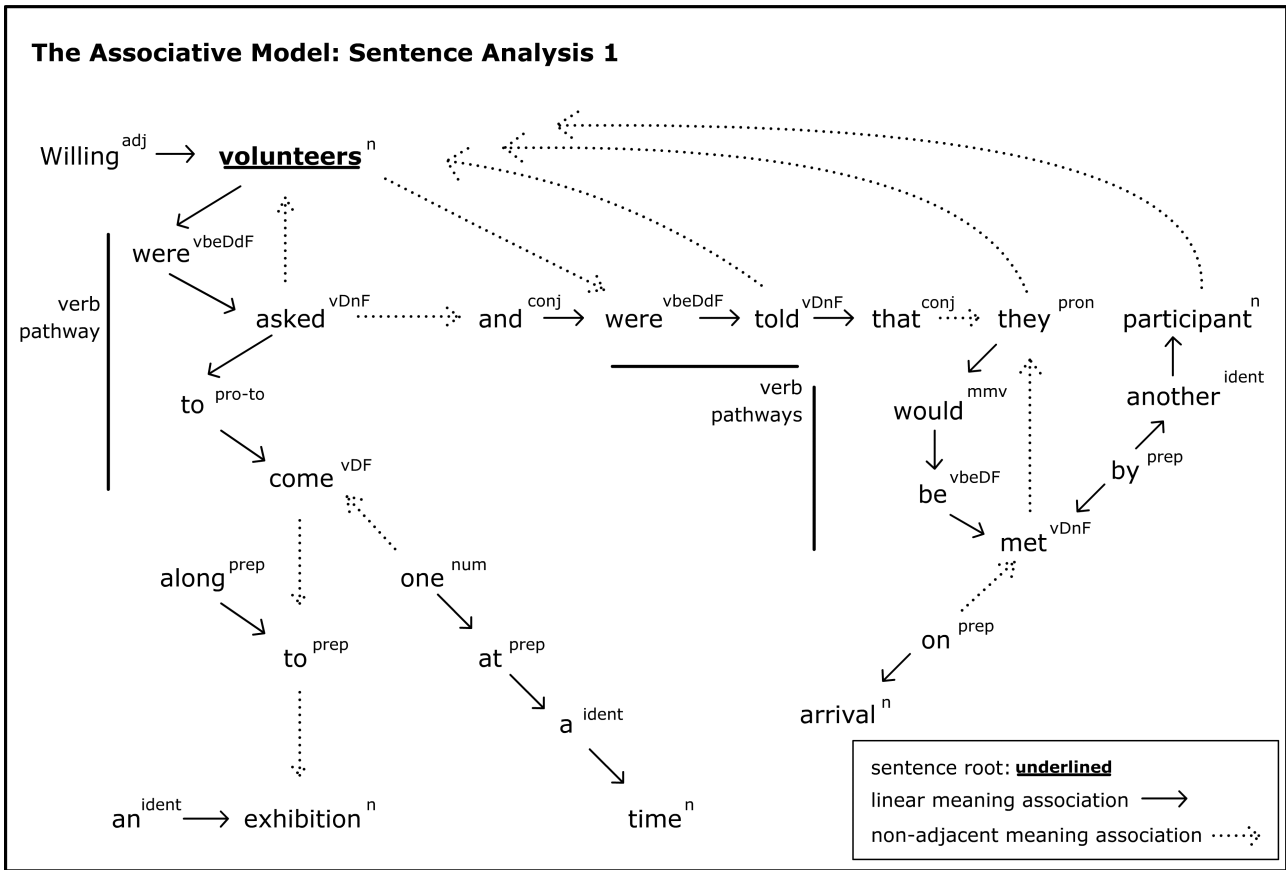 The Associative Model: Sentence Analysis 1
Willing adj volunteers n
were vbeDdF
verb pathway
asked vDnF and conj were vbeDdF told vDnF that conj they pron participant n
to pro-to
come vDF
verb pathways
would mmv
another ident
be vbeDF
by prep
met vDnF
along prep
one num
to prep
at prep
on prep
a ident
arrival n
an ident exhibition n
time n
sentence root: underlined
linear meaning association
non-adjacent meaning association